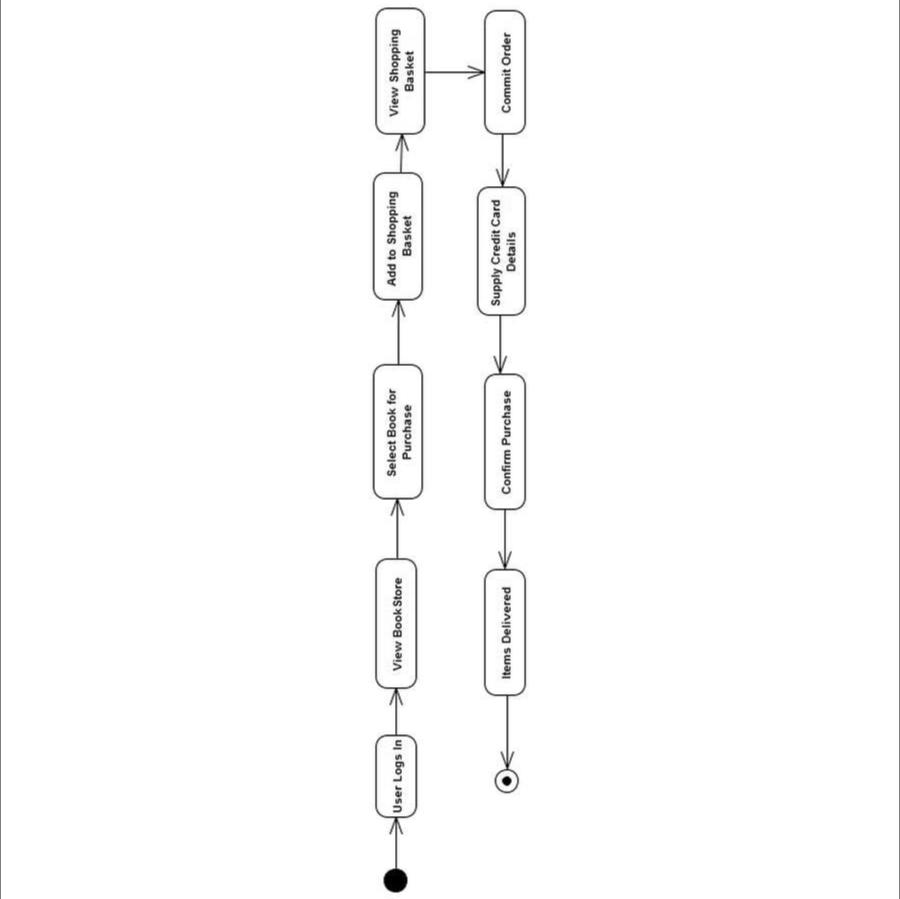 User Logs In
View BookStore
Select Book for
Purchase
Add to Shopping
Basket
View Shopping
Basket
Commit Order
Supply Credit Card
Details
Confirm Purchase
Items Delivered